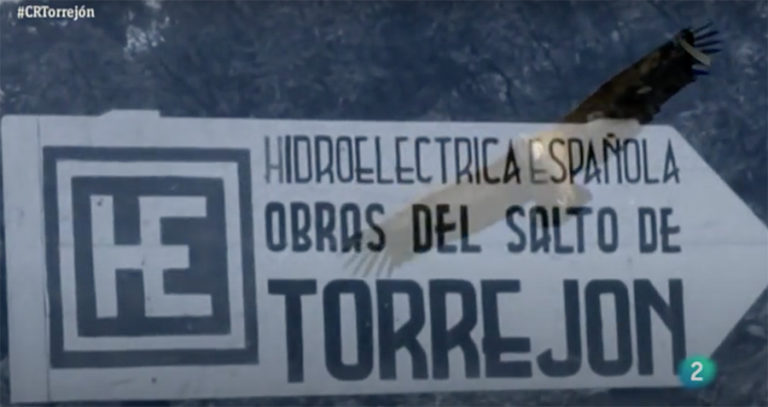 #CRTorrejón
HIDROELECTRICA ESPAÑOLA
OBRAS DEL SALTO DE
HE
TORREJON
2